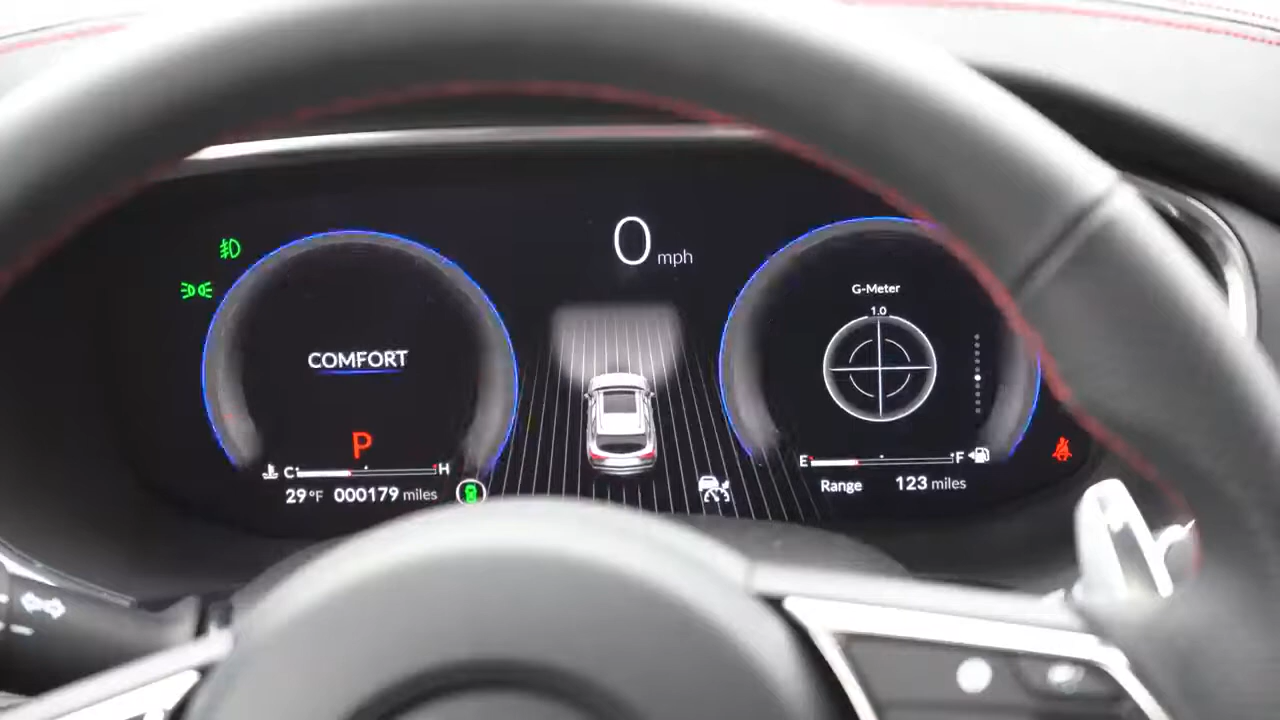 0 mph
G-Meter
1.0
COMFORT
P
C H
E F
29 °F 000179 miles
Range 123 miles